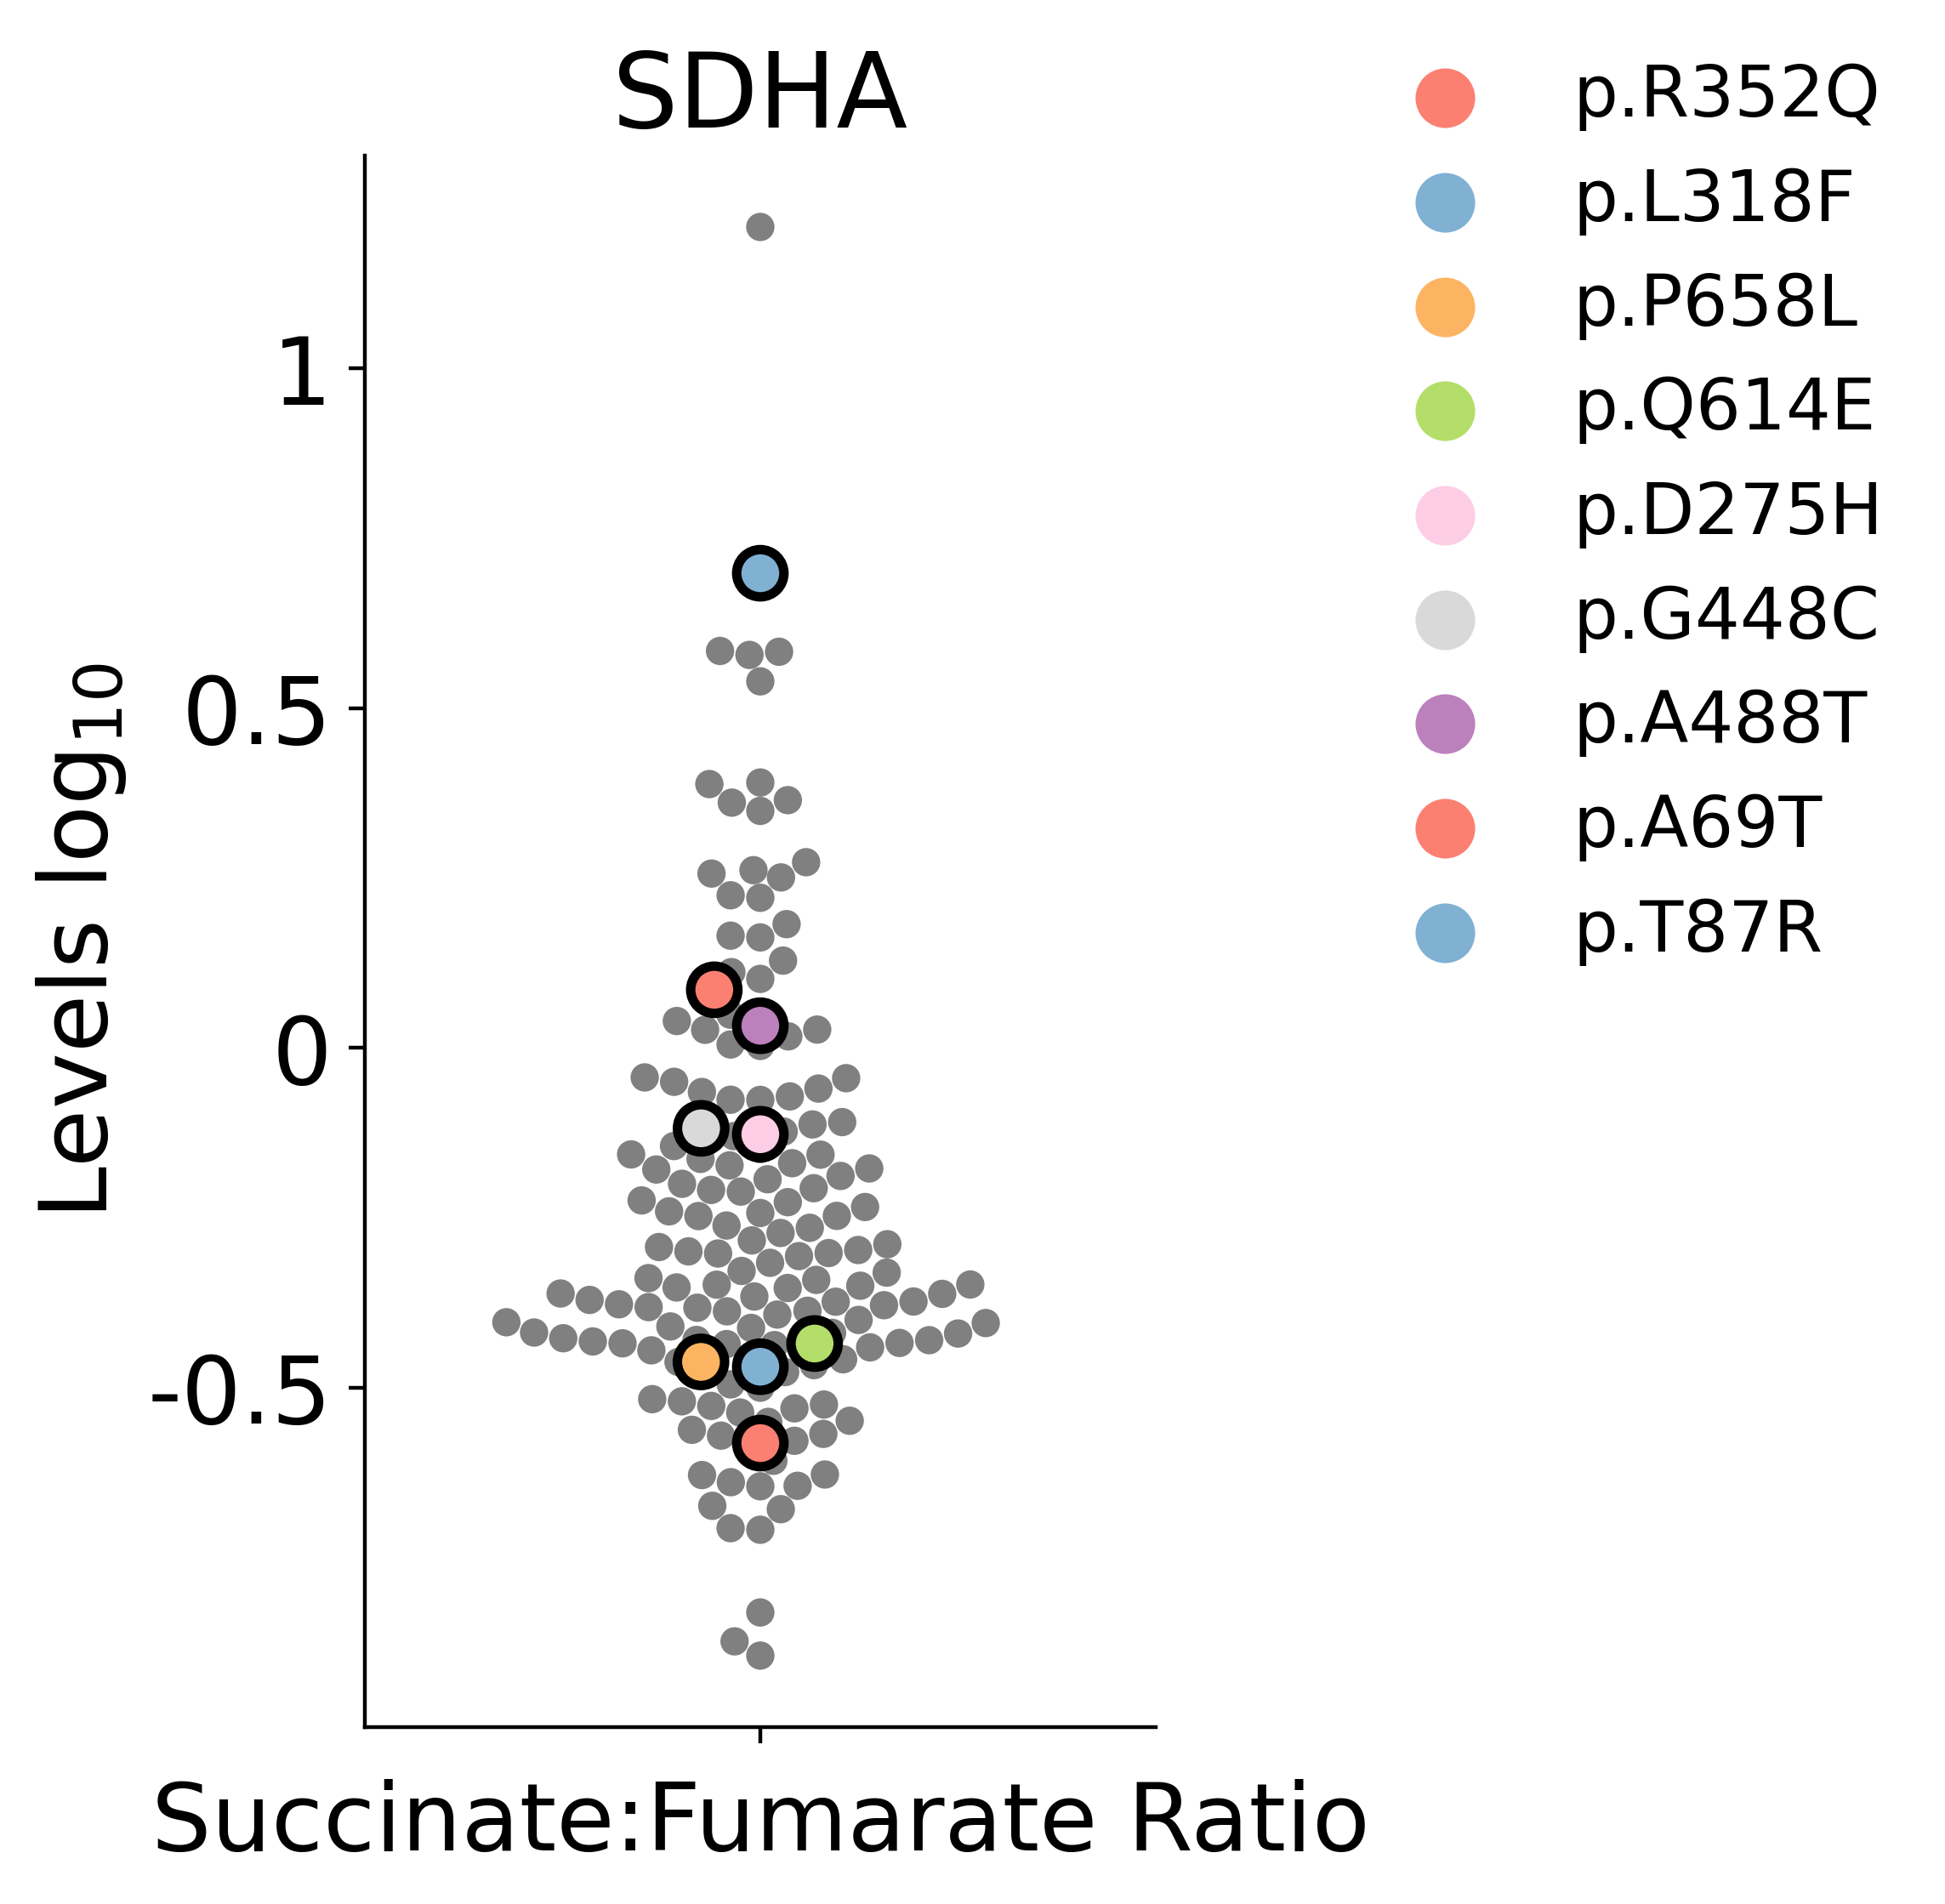 SDHA
1
0.5
0
-0.5
Levels log10
Succinate:Fumarate Ratio
p.R352Q
p.L318F
p.P658L
p.Q614E
p.D275H
p.G448C
p.A488T
p.A69T
p.T87R